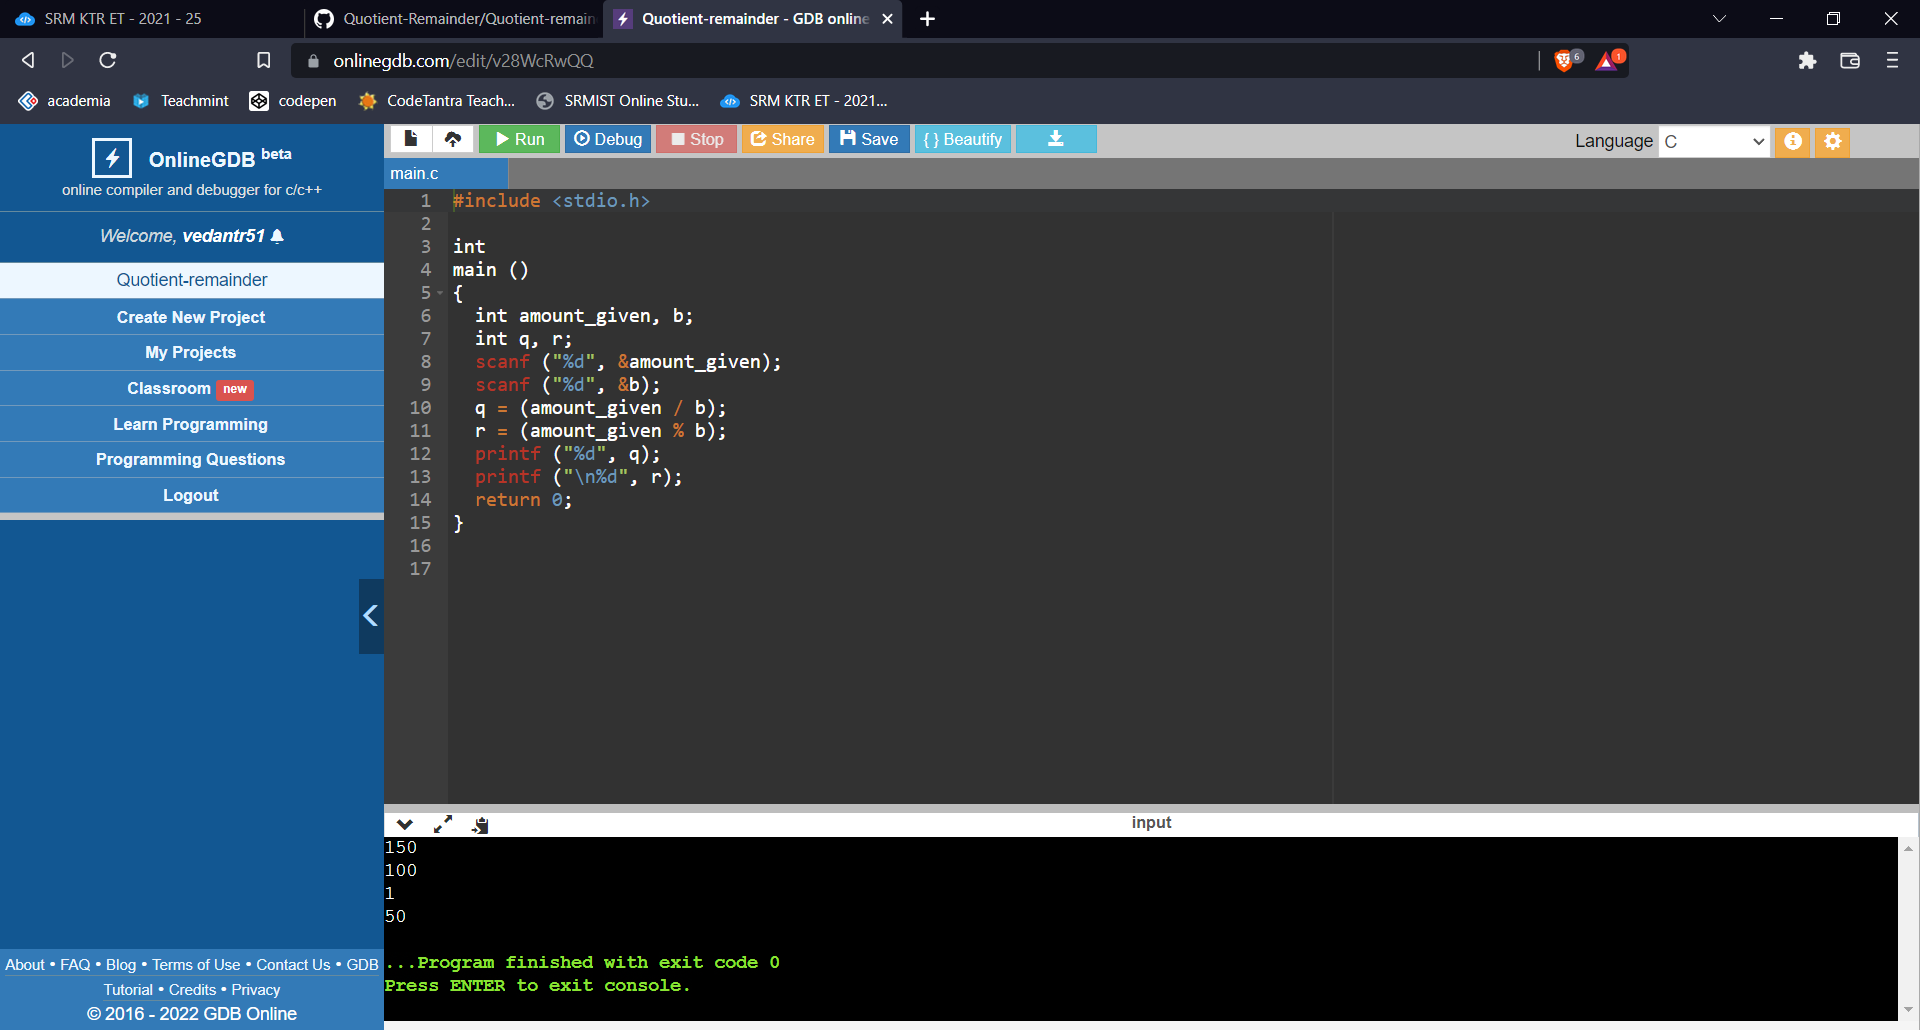 SRM KTR ET - 2021 - 25
Quotient-Remainder/Quotient-remain
Quotient-remainder - GDB online
onlinegdb.com/edit/v28WcRwQQ
6
1
academia
Teachmint
codepen
CodeTantra Teach...
SRMIST Online Stu...
SRM KTR ET - 2021...
OnlineGDB beta
online compiler and debugger for c/c++
Welcome, vedantr51
Quotient-remainder
Create New Project
My Projects
Classroom new
Learn Programming
Programming Questions
Logout
About • FAQ • Blog • Terms of Use • Contact Us • GDB
Tutorial • Credits • Privacy
© 2016 - 2022 GDB Online
Run
Debug
Stop
Share
Save
{ } Beautify
Language C
main.c
1 #include <stdio.h>
2
3 int
4 main ()
5 {
6 int amount_given, b;
7 int q, r;
8 scanf ("%d", &amount_given);
9 scanf ("%d", &b);
10 q = (amount_given / b);
11 r = (amount_given % b);
12 printf ("%d", q);
13 printf ("\n%d", r);
14 return 0;
15 }
16
17
input
150
100
1
50
...Program finished with exit code 0
Press ENTER to exit console.